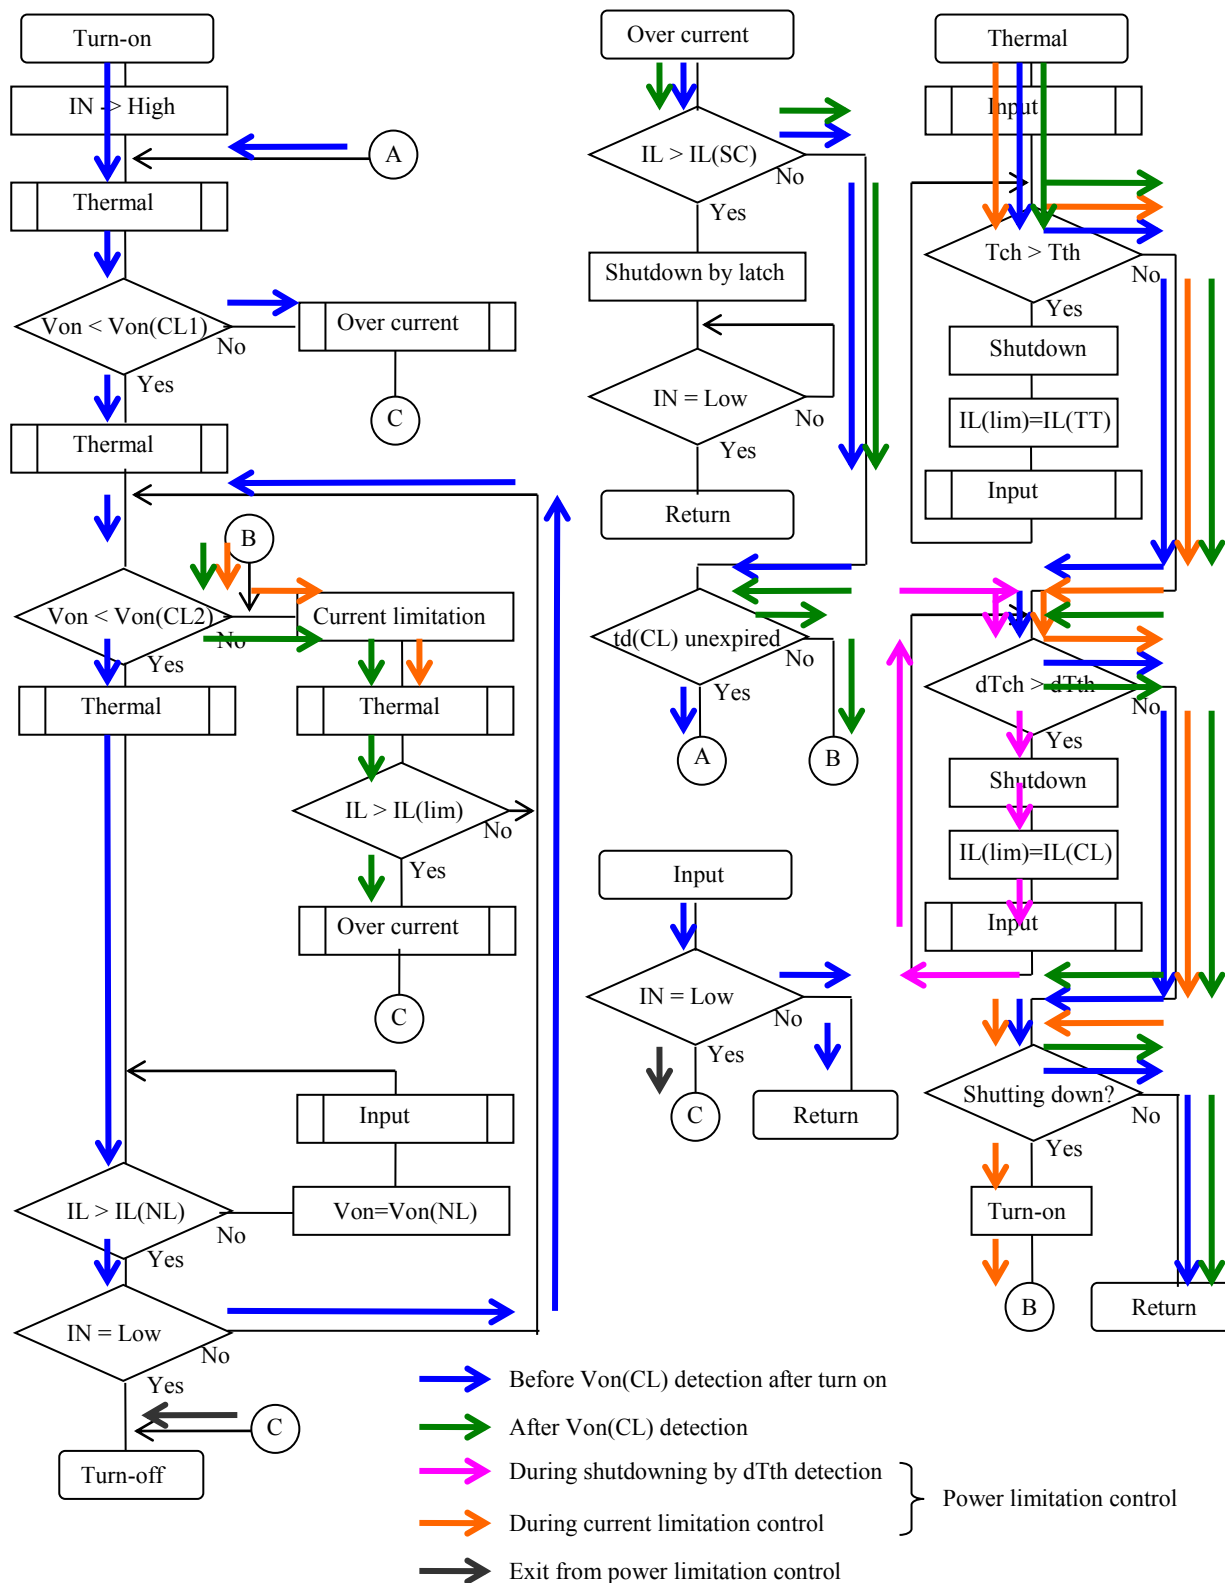 Turn-on
IN -> High
A
Thermal
Von < Von(CL1)
No
Yes
Over current
C
Thermal
B
Von < Von(CL2)
No
Yes
Current limitation
Thermal
Thermal
IL > IL(lim)
No
Yes
Over current
C
Input
Von=Von(NL)
IL > IL(NL)
No
Yes
IN = Low
No
Yes
C
Turn-off
Over current
IL > IL(SC)
No
Yes
Shutdown by latch
IN = Low
No
Yes
Return
td(CL) unexpired
No
Yes
A
B
Input
IN = Low
No
Yes
C
Return
Thermal
Input
Tch > Tth
No
Yes
Shutdown
IL(lim)=IL(TT)
Input
dTch > dTth
No
Yes
Shutdown
IL(lim)=IL(CL)
Input
Shutting down?
No
Yes
Turn-on
B
Return
Before Von(CL) detection after turn on
After Von(CL) detection
During shutdowning by dTth detection
During current limitation control
Power limitation control
Exit from power limitation control